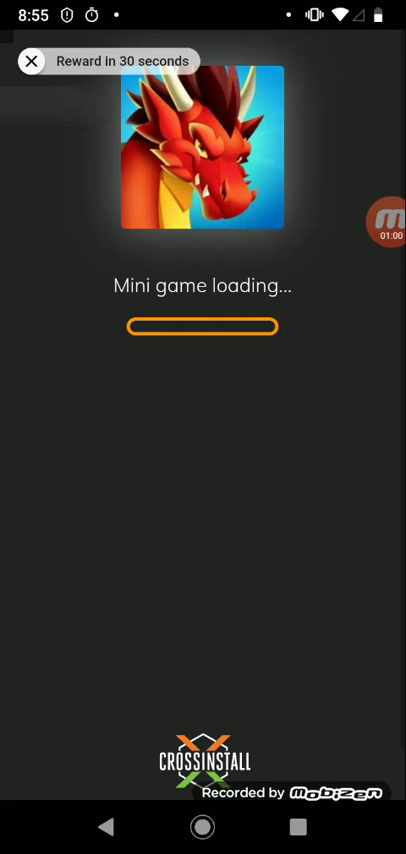 8:55
Reward in 30 seconds
01:00
Mini game loading...
CROSSINSTALL
Recorded by MOBIZEN